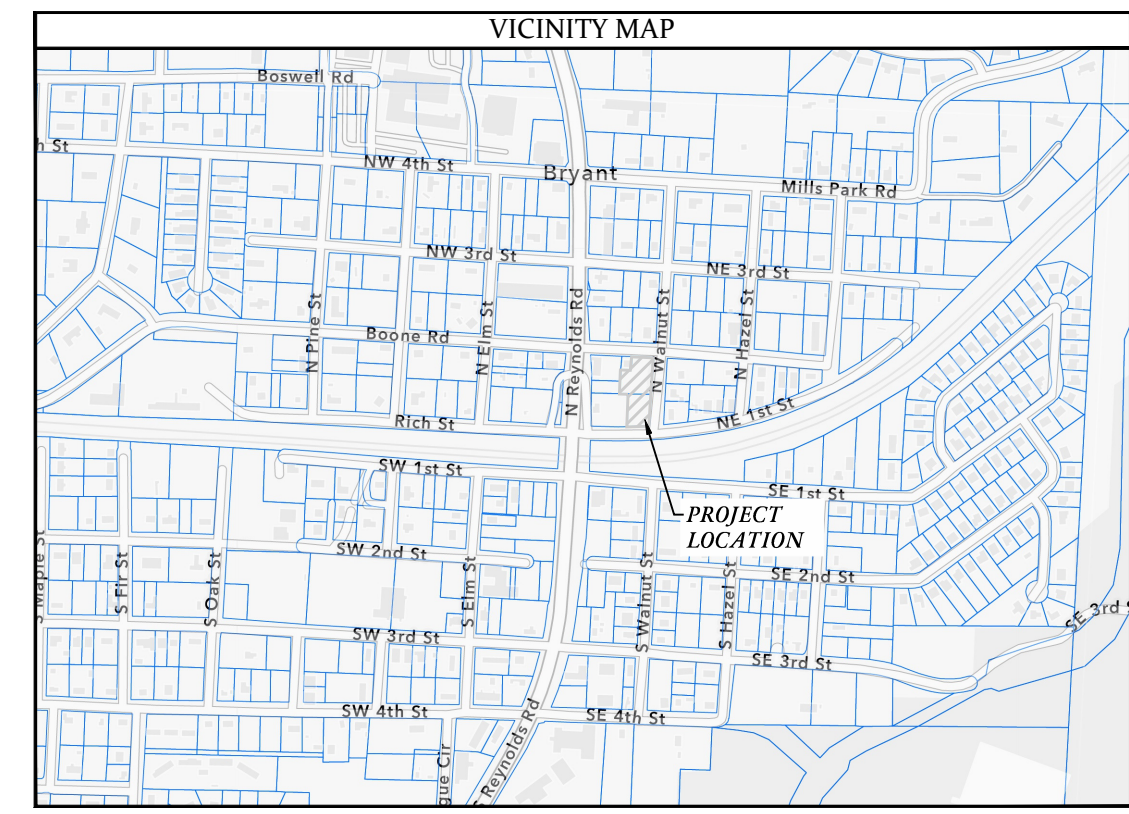 VICINITY MAP
Boswell Rd
h St
NW 4th St
Bryant
Mills Park Rd
NW 3rd St
NE 3rd St
N Pine St
N Elm St
N Reynolds Rd
N Walnut St
N Hazel St
Boone Rd
Rich St
NE 1st St
SW 1st St
SE 1st St
PROJECT
LOCATION
SW 2nd St
SE 2nd St
S Maple St
S Fir St
S Oak St
S Elm St
S Walnut St
S Hazel St
SE 3rd S
SW 3rd St
SE 3rd St
SW 4th St
SE 4th St
gue Cir
S Reynolds Rd